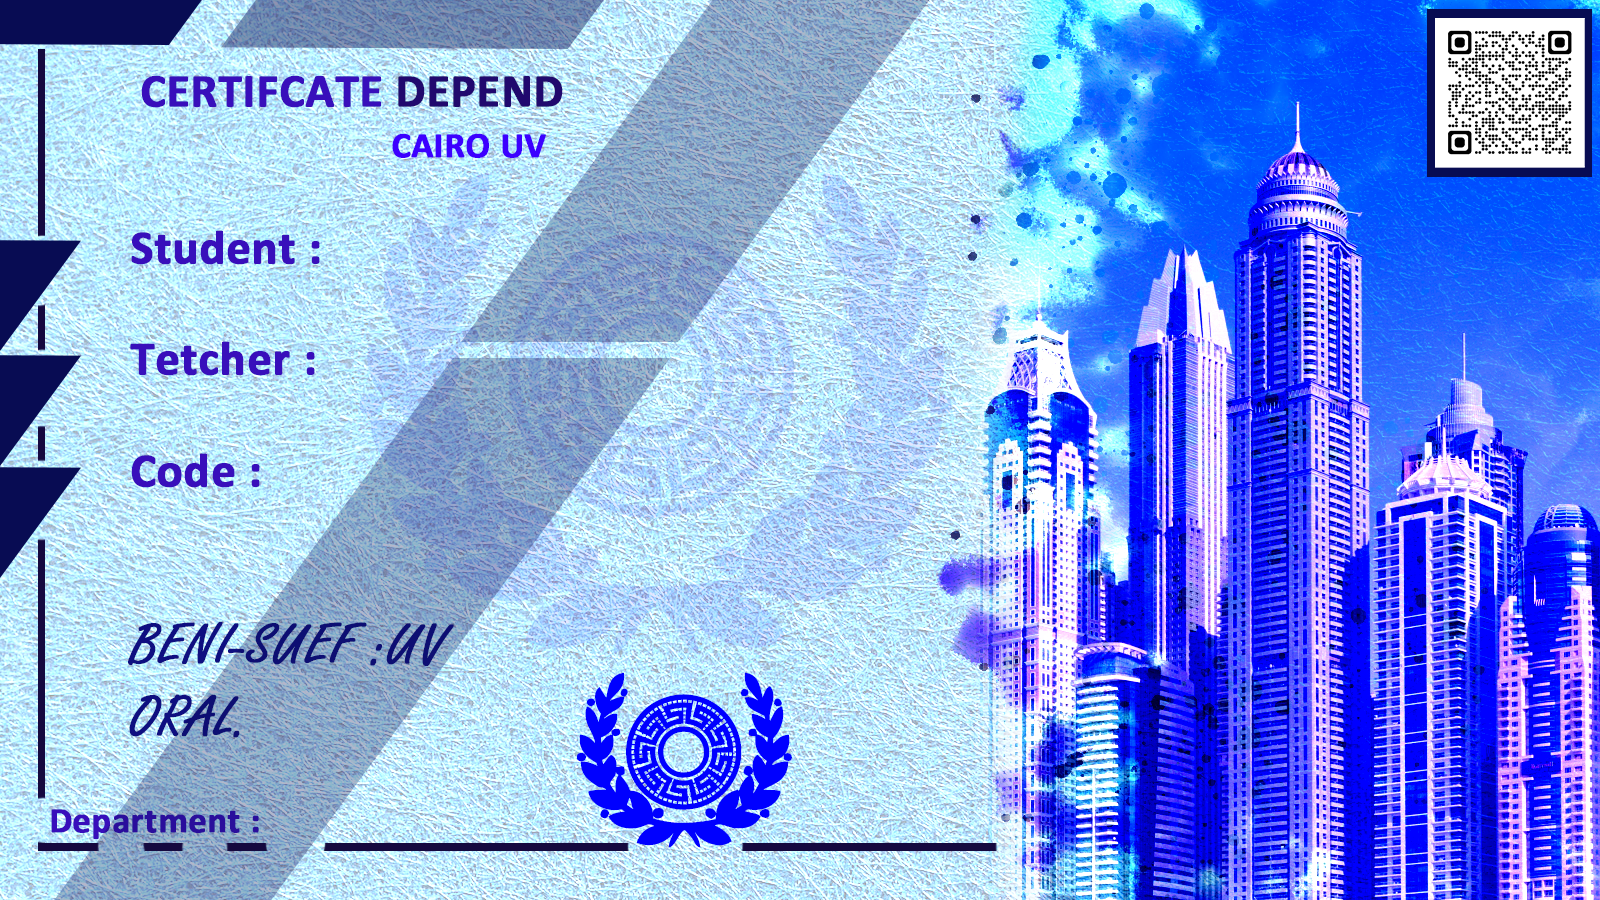 CERTIFCATE DEPEND
CAIRO UV
Student :
Tetcher :
Code :
BENI-SUEF :UV
ORAL.
Department :